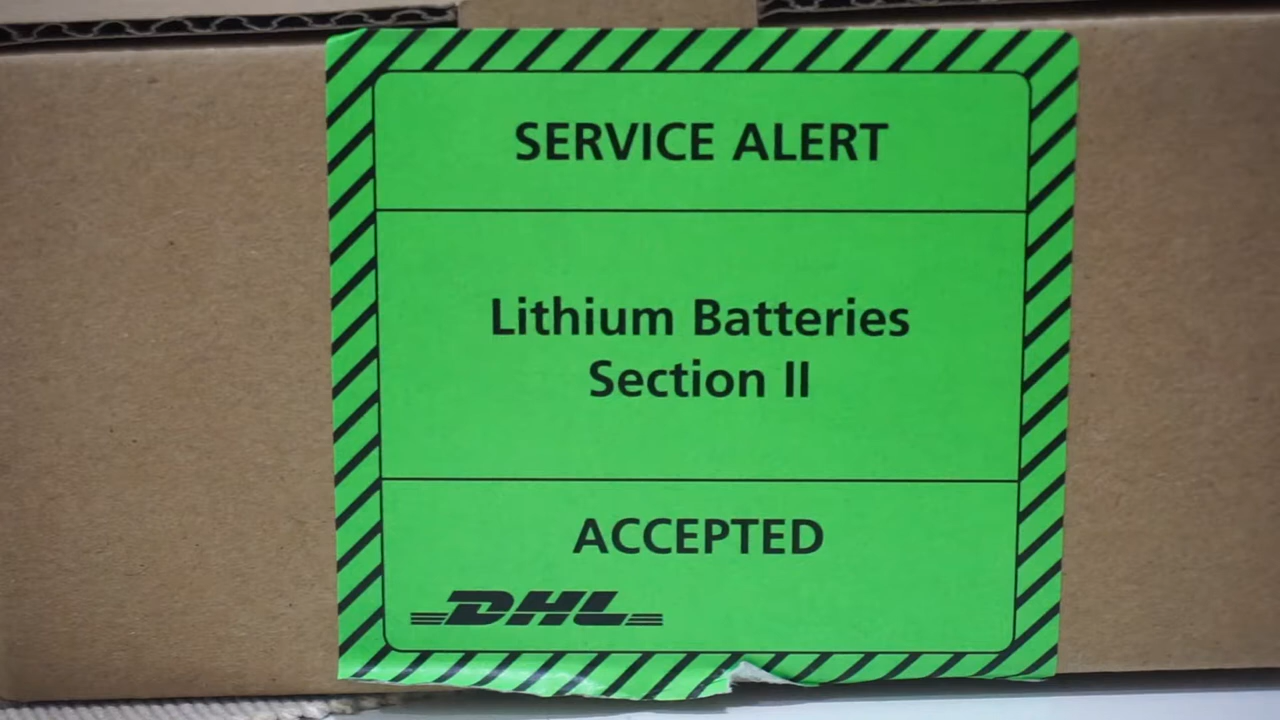 SERVICE ALERT
Lithium Batteries
Section II
ACCEPTED
DHL